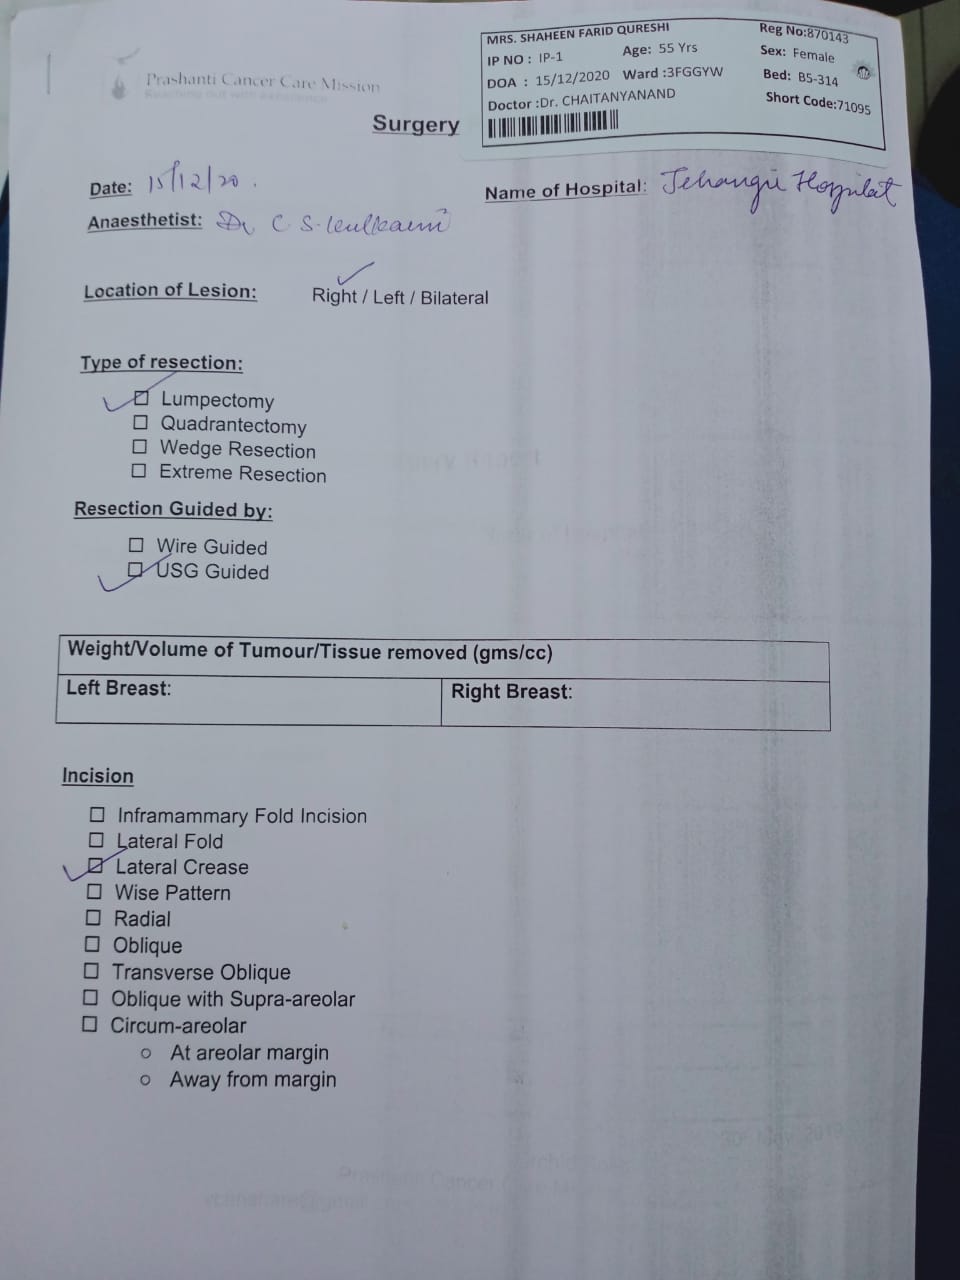 Prashanti Cancer Care Mission
Reaching out with experience
MRS. SHAHEEN FARID QURESHI
Reg No:870143
IP NO : IP-1
Age: 55 Yrs
Sex: Female
DOA : 15/12/2020 Ward :3FGGYW
Bed: B5-314
Doctor :Dr. CHAITANYANAND
Short Code:71095
Surgery
Date: 15/12/20.
Name of Hospital: Jehangir Hospital
Anaesthetist: Dr C S. Kulkarni
Location of Lesion: Right / Left / Bilateral
Type of resection:
Lumpectomy
Quadrantectomy
Wedge Resection
Extreme Resection
Resection Guided by:
Wire Guided
USG Guided
Weight/Volume of Tumour/Tissue removed (gms/cc)
Left Breast: Right Breast:
Incision
Inframammary Fold Incision
Lateral Fold
Lateral Crease
Wise Pattern
Radial
Oblique
Transverse Oblique
Oblique with Supra-areolar
Circum-areolar
At areolar margin
Away from margin